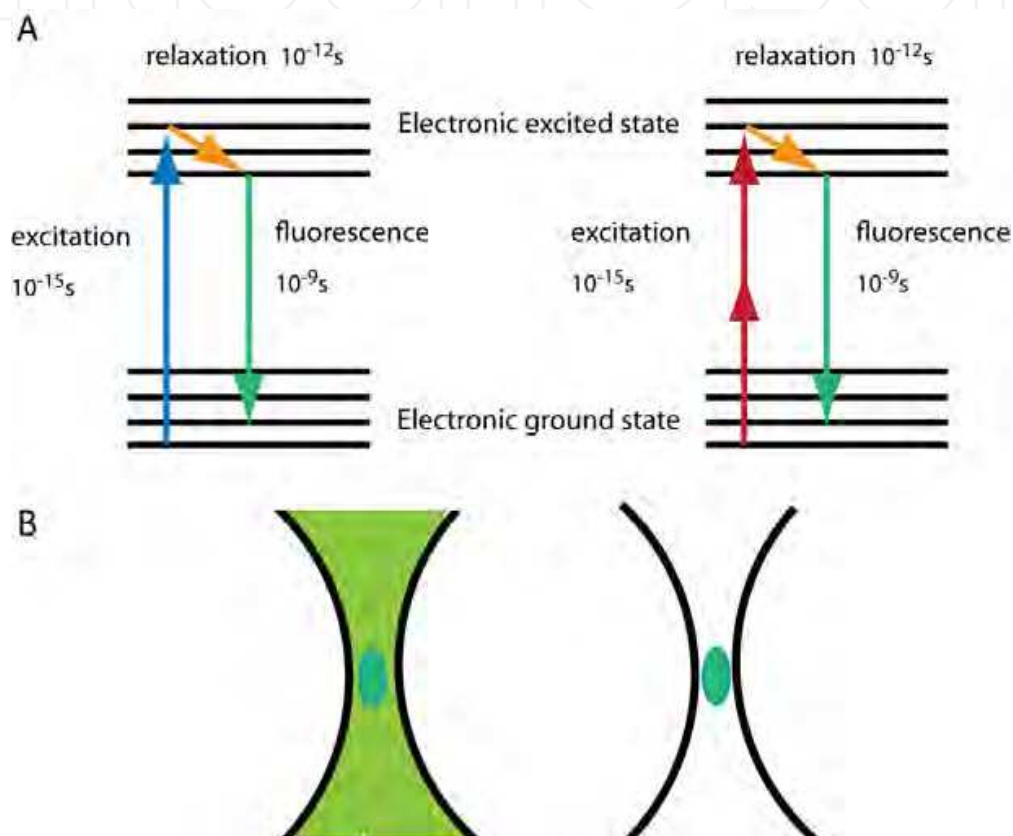 A
relaxation 10⁻¹²s
relaxation 10⁻¹²s
Electronic excited state
excitation
10⁻¹⁵s
fluorescence
10⁻⁹s
excitation
10⁻¹⁵s
fluorescence
10⁻⁹s
Electronic ground state
B